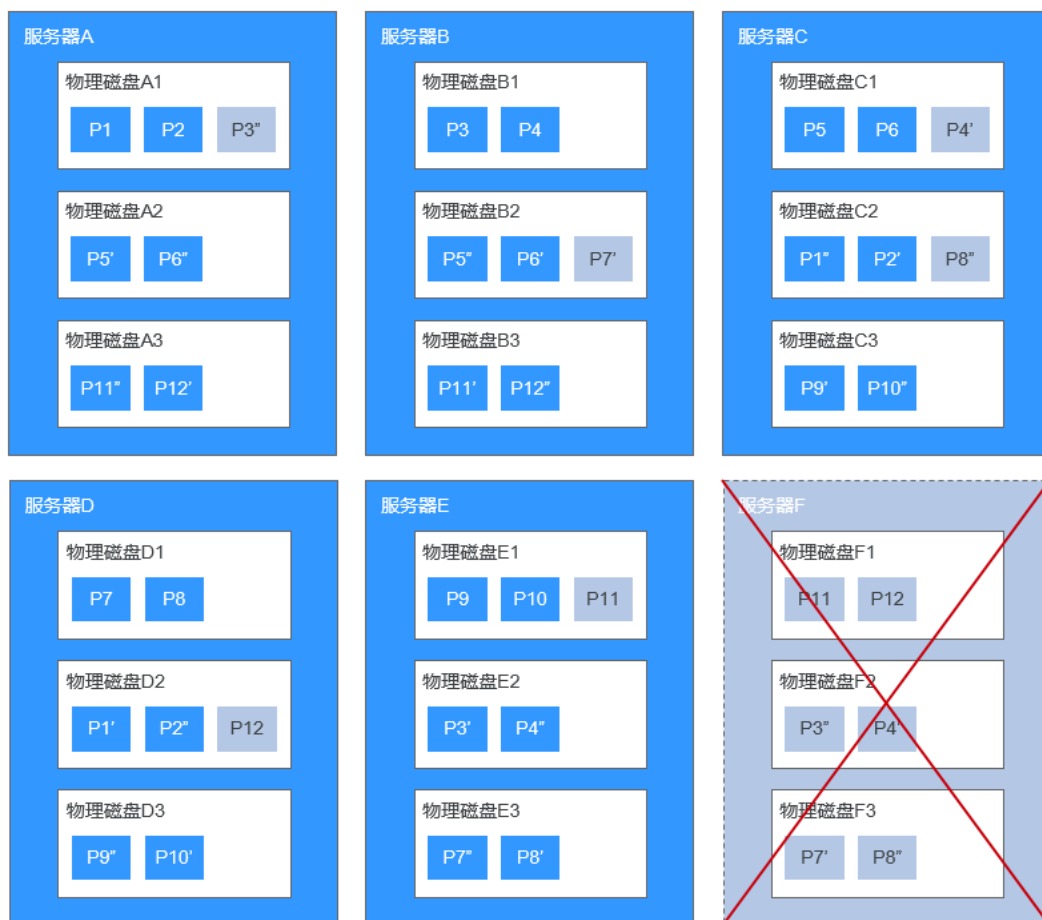 服务器A
物理磁盘A1
P1 P2 P3”
物理磁盘A2
P5’ P6”
物理磁盘A3
P11” P12’
服务器B
物理磁盘B1
P3 P4
物理磁盘B2
P5” P6’ P7’
物理磁盘B3
P11’ P12”
服务器C
物理磁盘C1
P5 P6 P4’
物理磁盘C2
P1” P2’ P8”
物理磁盘C3
P9’ P10”
服务器D
物理磁盘D1
P7 P8
物理磁盘D2
P1’ P2” P12
物理磁盘D3
P9” P10’
服务器E
物理磁盘E1
P9 P10 P11
物理磁盘E2
P3’ P4”
物理磁盘E3
P7” P8’
服务器F
物理磁盘F1
P11 P12
物理磁盘F2
P3” P4’
物理磁盘F3
P7’ P8”